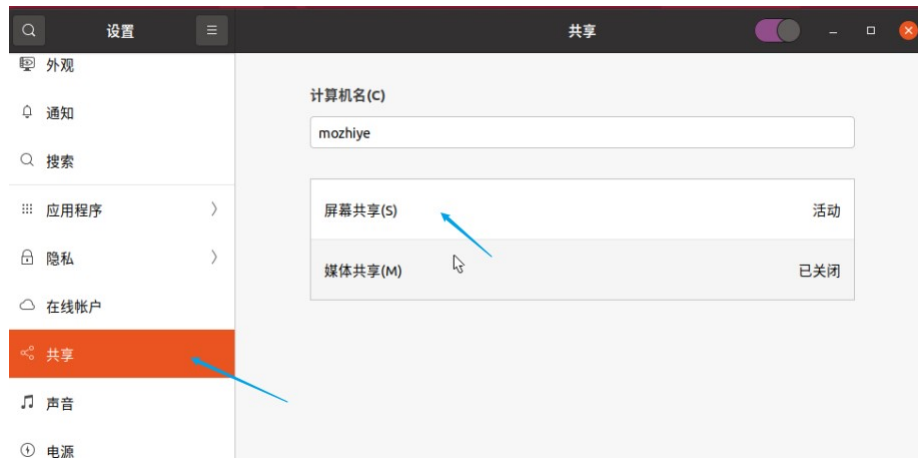 设置
共享
外观
通知
搜索
应用程序
隐私
在线帐户
共享
声音
电源
计算机名(C)
mozhiye
屏幕共享(S) 活动
媒体共享(M) 已关闭